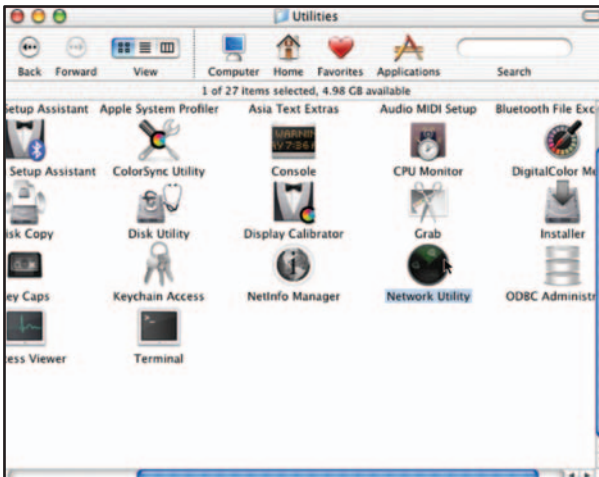 Utilities
Back Forward View Computer Home Favorites Applications Search
1 of 27 items selected, 4.98 GB available
Setup Assistant Apple System Profiler Asia Text Extras Audio MIDI Setup Bluetooth File Exc
Setup Assistant ColorSync Utility Console CPU Monitor DigitalColor Me
isk Copy Disk Utility Display Calibrator Grab Installer
ey Caps Keychain Access NetInfo Manager Network Utility ODBC Administr
ess Viewer Terminal